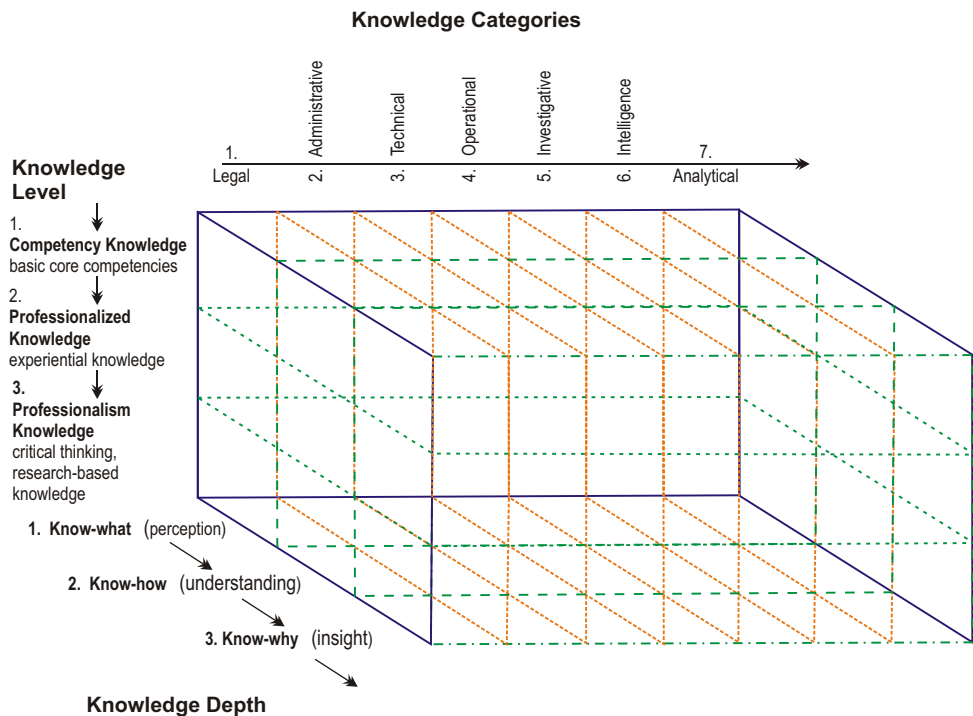 Knowledge Categories
1.
Legal
2. Administrative
3. Technical
4. Operational
5. Investigative
6. Intelligence
7.
Analytical
Knowledge
Level
1.
Competency Knowledge
basic core competencies
2.
Professionalized
Knowledge
experiential knowledge
3.
Professionalism
Knowledge
critical thinking,
research-based
knowledge
1. Know-what (perception)
2. Know-how (understanding)
3. Know-why (insight)
Knowledge Depth